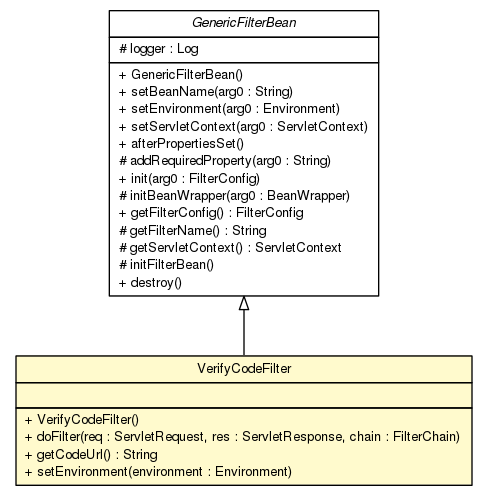 GenericFilterBean
# logger : Log
+ GenericFilterBean()
+ setBeanName(arg0 : String)
+ setEnvironment(arg0 : Environment)
+ setServletContext(arg0 : ServletContext)
+ afterPropertiesSet()
# addRequiredProperty(arg0 : String)
+ init(arg0 : FilterConfig)
# initBeanWrapper(arg0 : BeanWrapper)
+ getFilterConfig() : FilterConfig
# getFilterName() : String
# getServletContext() : ServletContext
# initFilterBean()
+ destroy()
VerifyCodeFilter
+ VerifyCodeFilter()
+ doFilter(req : ServletRequest, res : ServletResponse, chain : FilterChain)
+ getCodeUrl() : String
+ setEnvironment(environment : Environment)